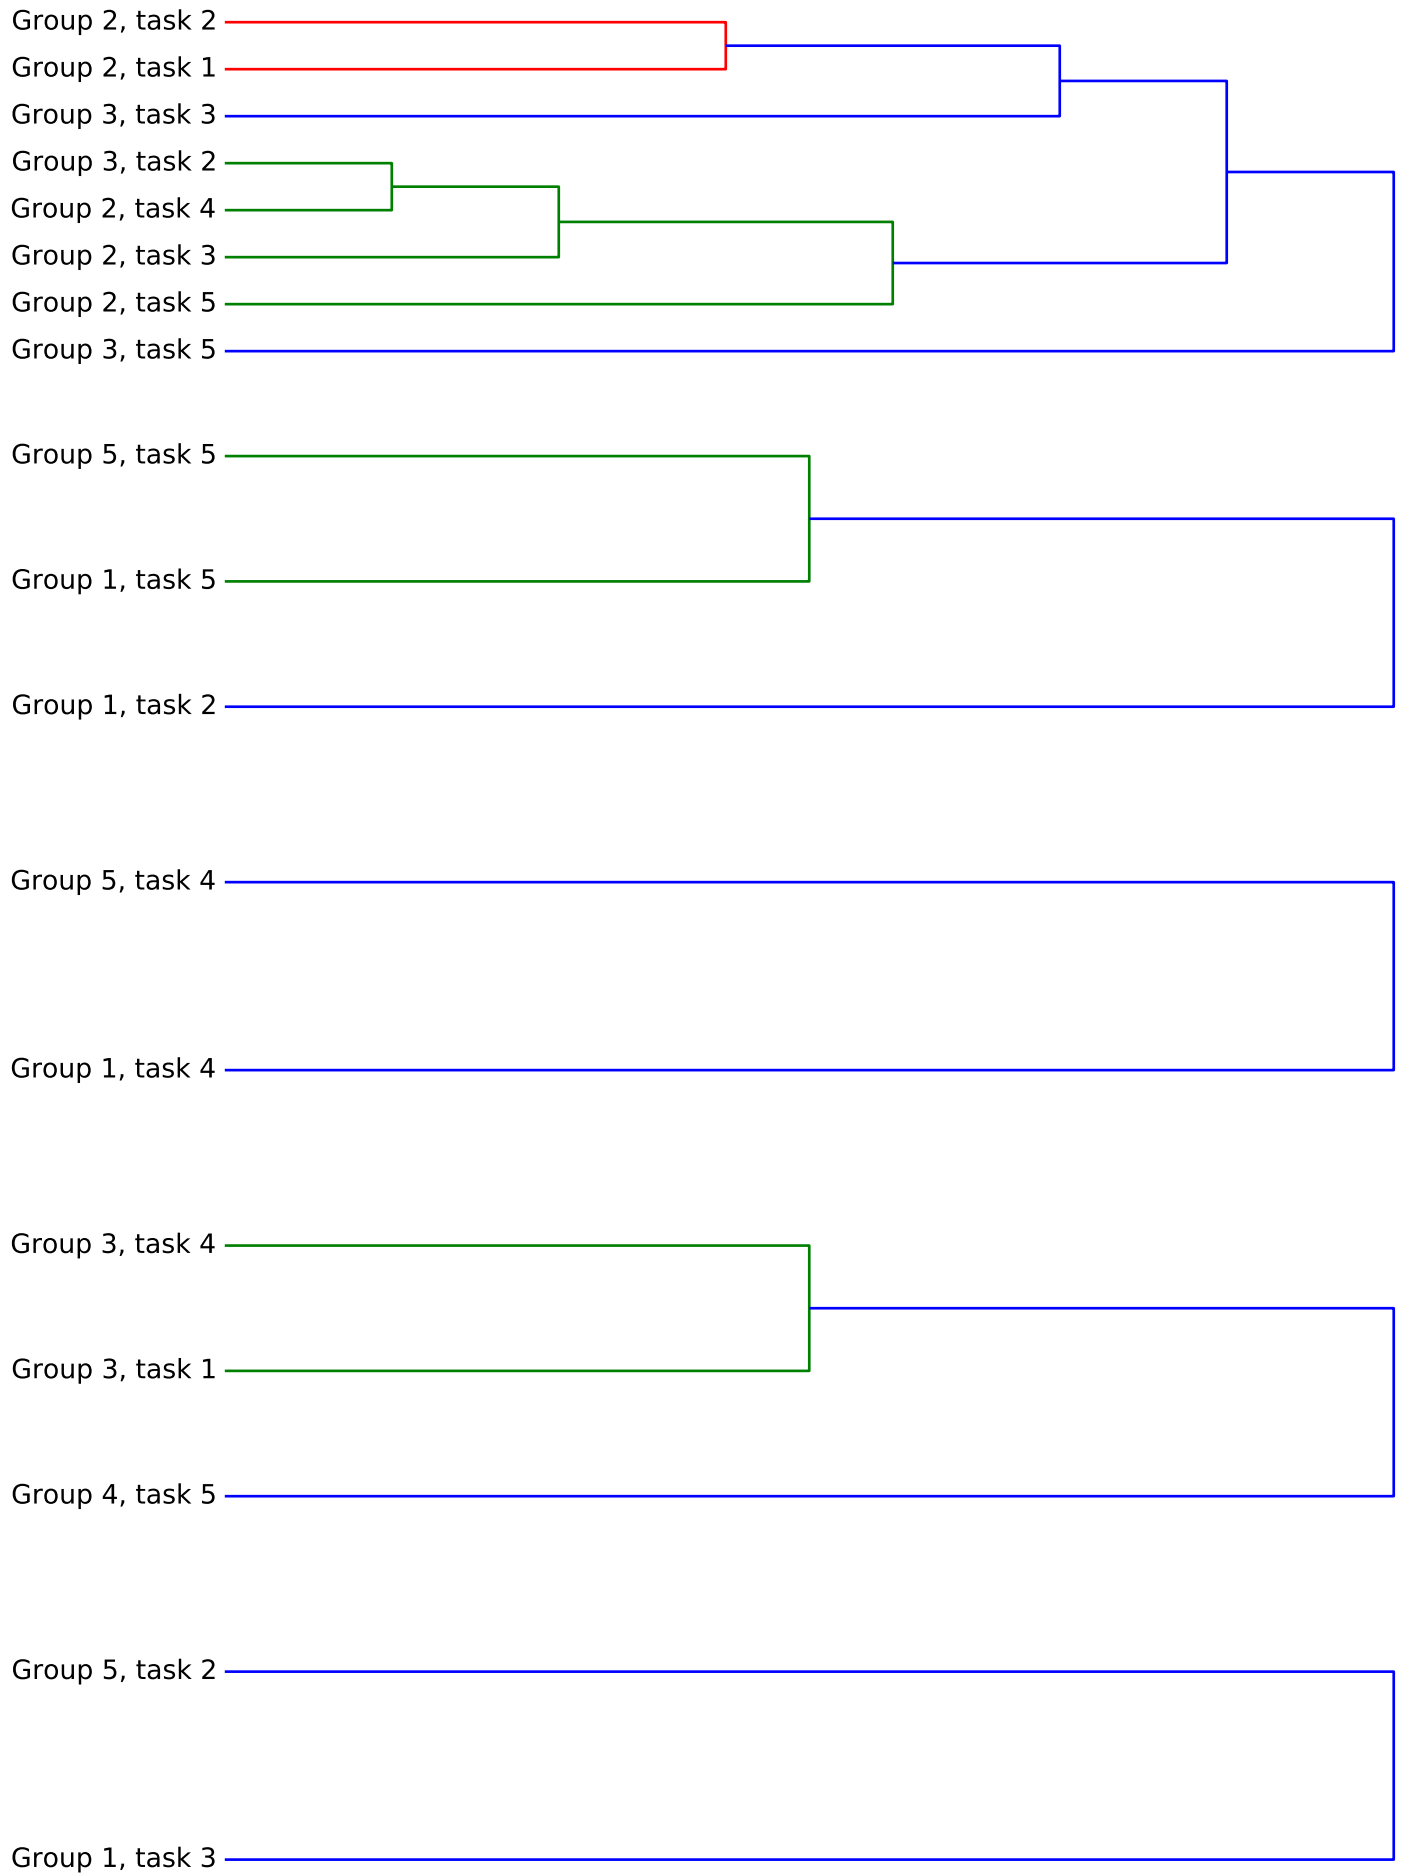 Group 2, task 2
Group 2, task 1
Group 3, task 3
Group 3, task 2
Group 2, task 4
Group 2, task 3
Group 2, task 5
Group 3, task 5
Group 5, task 5
Group 1, task 5
Group 1, task 2
Group 5, task 4
Group 1, task 4
Group 3, task 4
Group 3, task 1
Group 4, task 5
Group 5, task 2
Group 1, task 3